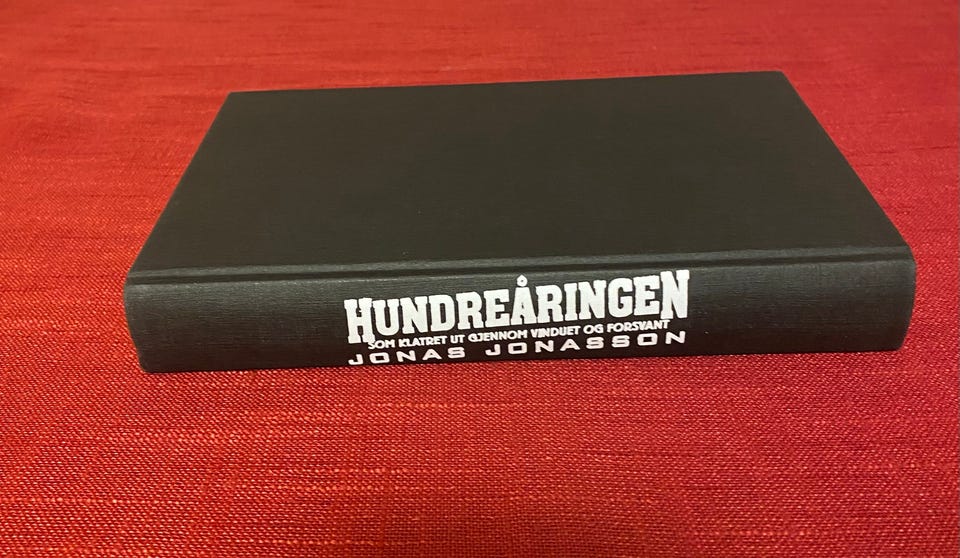 HUNDREÅRINGEN
SOM KLATRET UT GJENNOM VINDUET OG FORSVANT
JONAS JONASSON